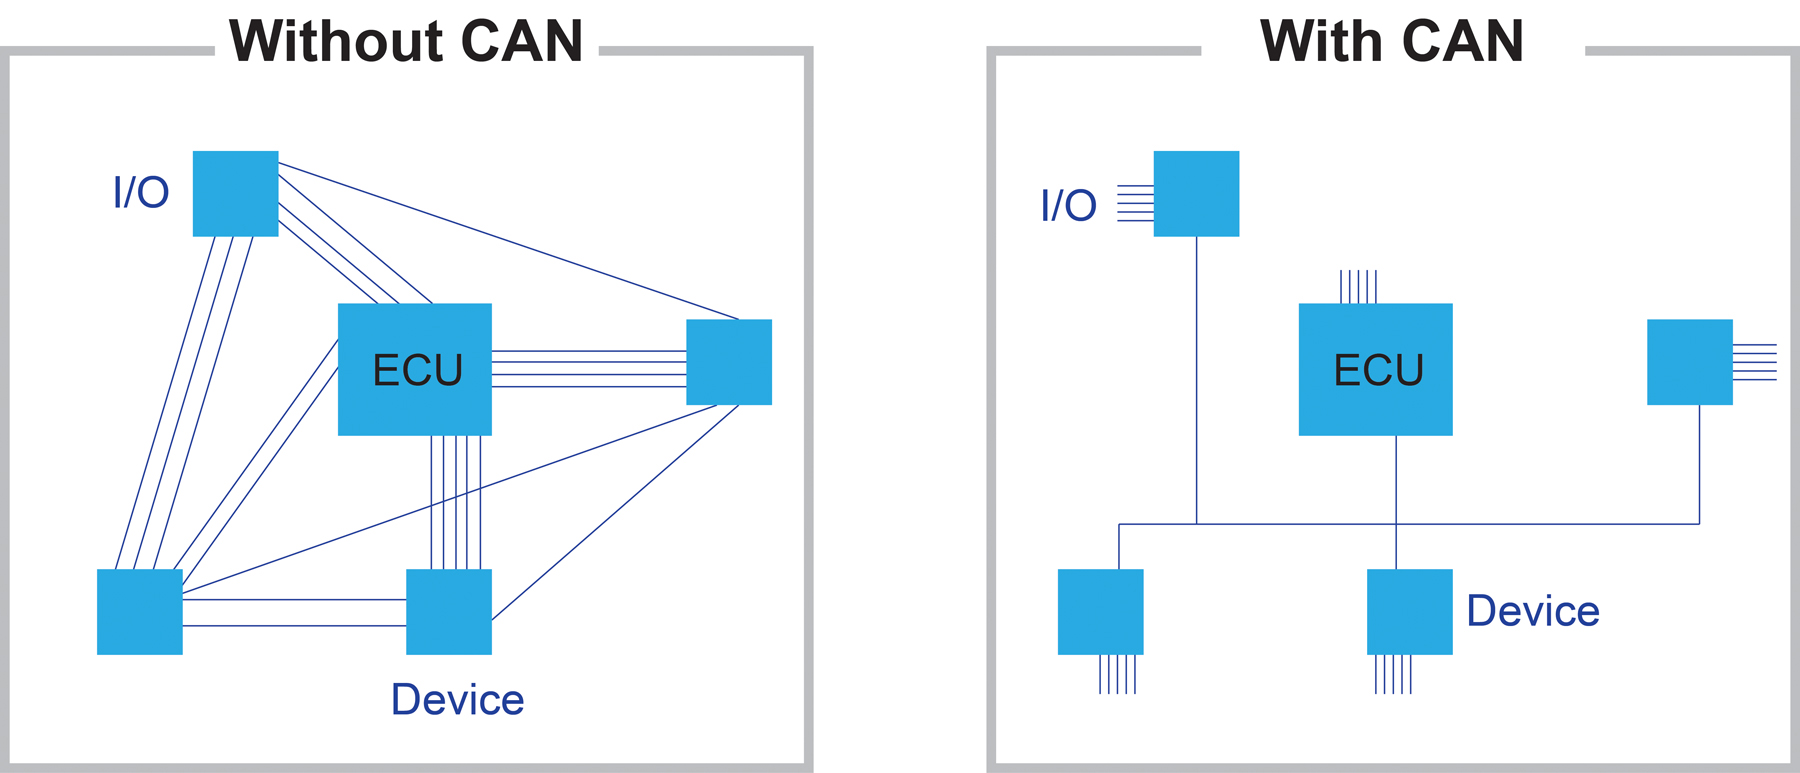 Without CAN
I/O
ECU
Device
With CAN
I/O
ECU
Device